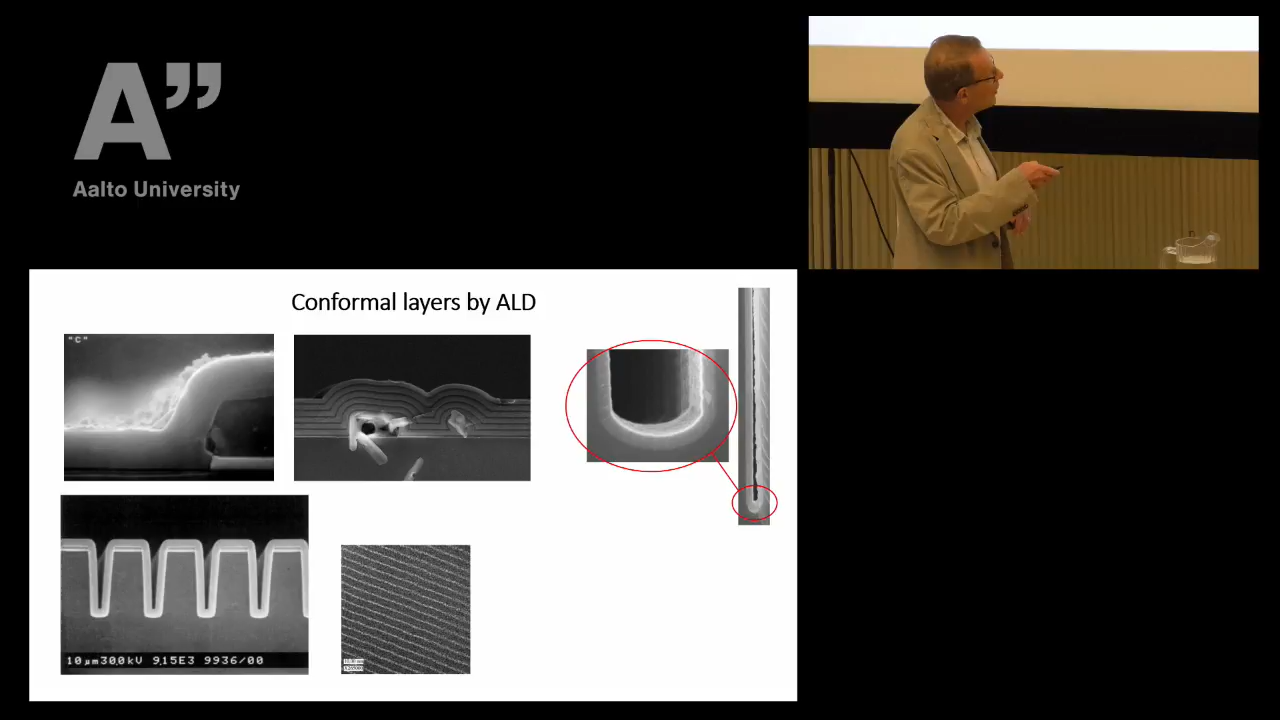 A”
Aalto University
Conformal layers by ALD
"C"
10μm30.0kV 9.15E3 9936/00